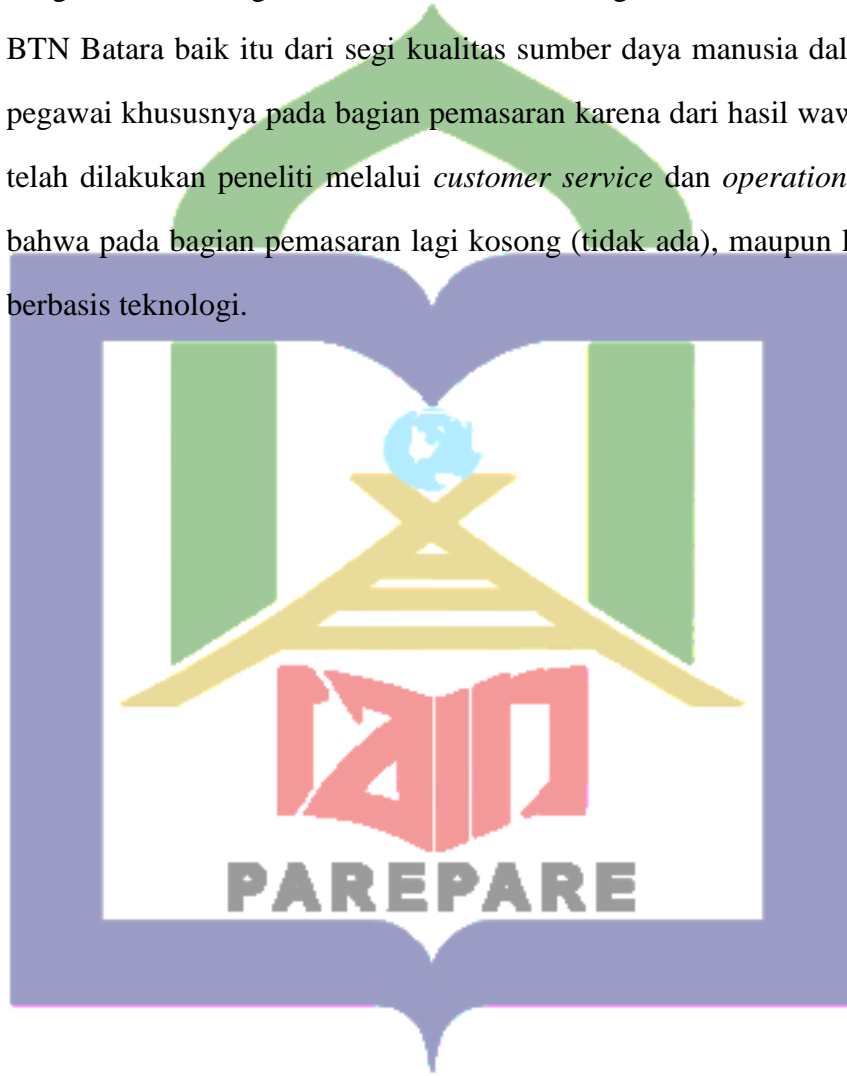 BTN Batara baik itu dari segi kualitas sumber daya manusia
pegawai khususnya pada bagian pemasaran karena dari hasil
telah dilakukan peneliti melalui customer service dan operation
bahwa pada bagian pemasaran lagi kosong (tidak ada), maupun
berbasis teknologi.
iain
PAREPARE